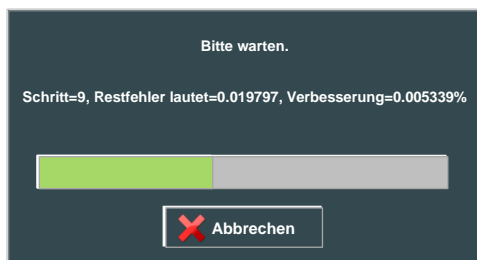 Bitte warten.
Schritt=9, Restfehler lautet=0.019797, Verbesserung=0.005339%
Abbrechen